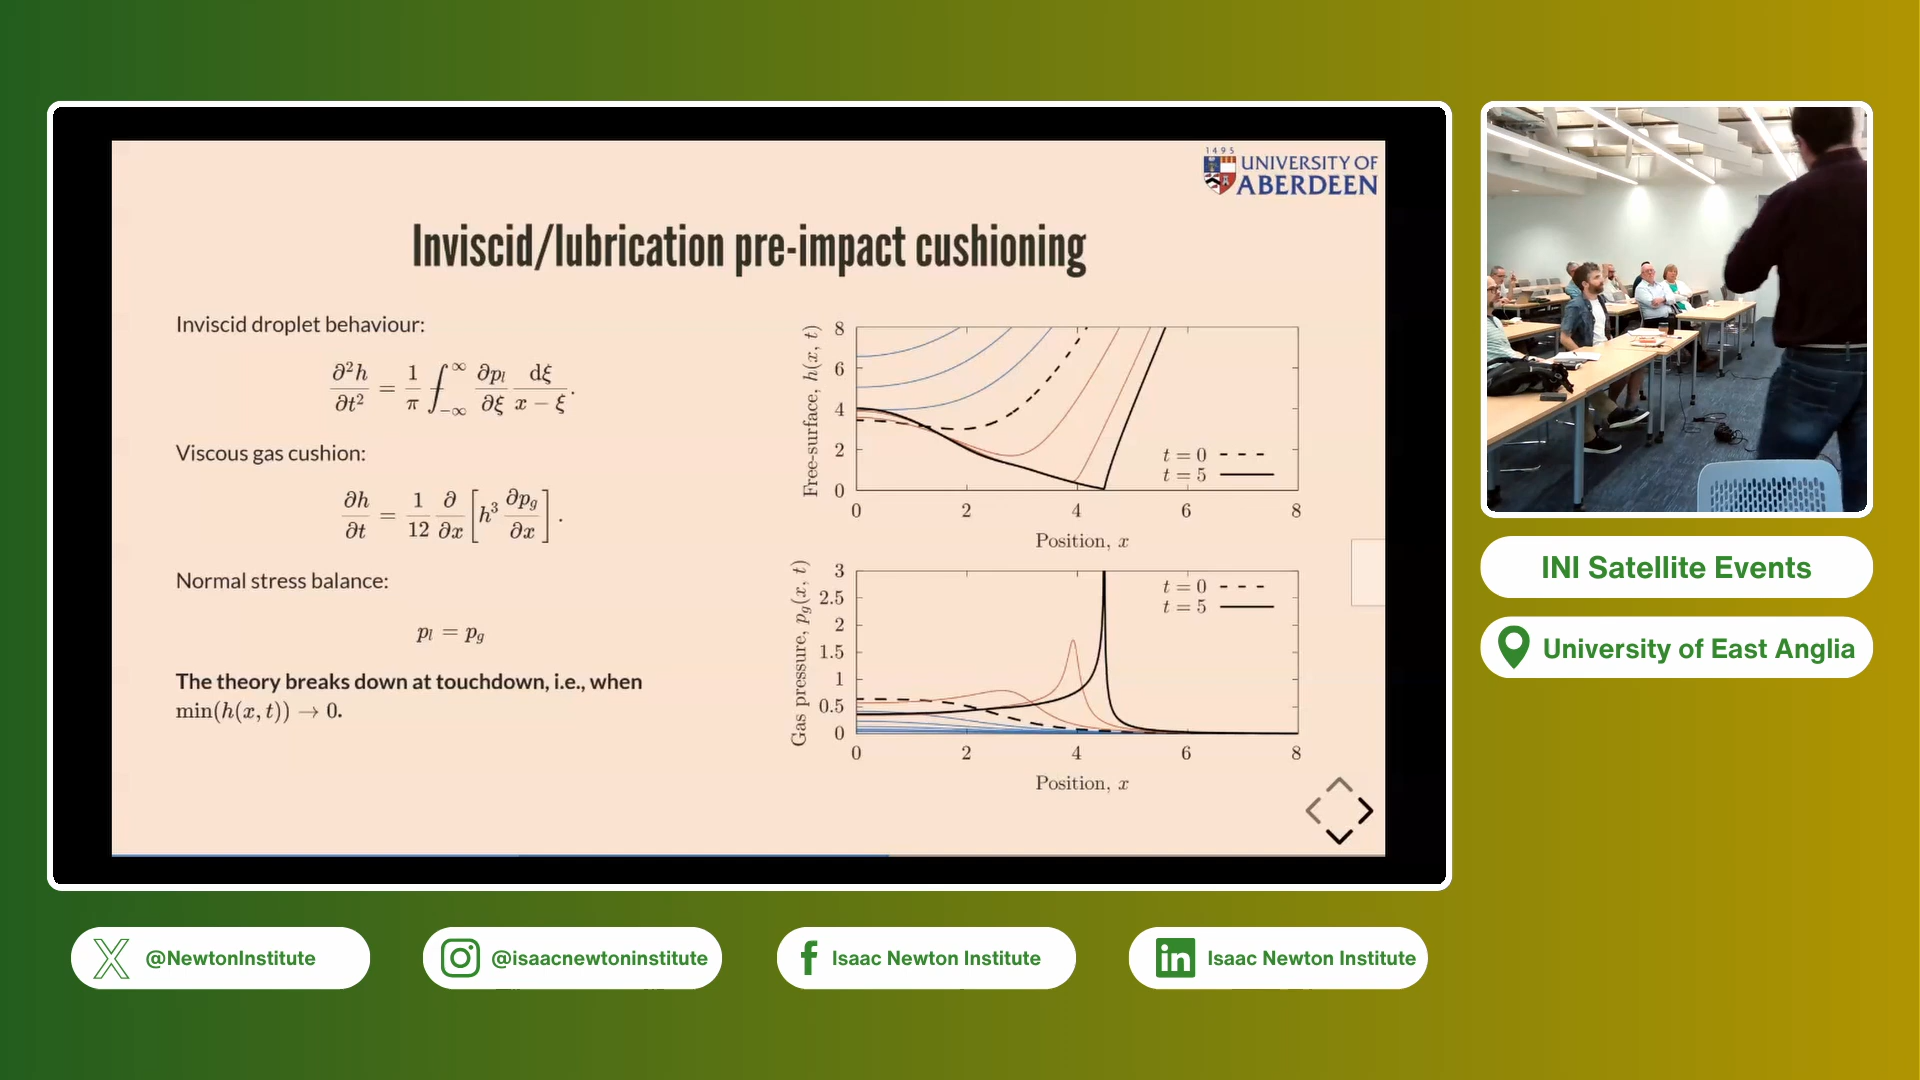 1495
UNIVERSITY OF
ABERDEEN
Inviscid/lubrication pre-impact cushioning
Inviscid droplet behaviour:
∂²h/∂t² = 1/π ⨍_{-∞}^{∞} ∂pₗ/∂ξ dξ/(x − ξ).
Viscous gas cushion:
∂h/∂t = 1/12 ∂/∂x [h³ ∂p_g/∂x].
Normal stress balance:
pₗ = p_g
The theory breaks down at touchdown, i.e., when
min(h(x, t)) → 0.
Free-surface, h(x, t)
8
6
4
2
0
t = 0
t = 5
0 2 4 6 8
Position, x
Gas pressure, p_g(x, t)
3
2.5
2
1.5
1
0.5
0
t = 0
t = 5
0 2 4 6 8
Position, x
INI Satellite Events
University of East Anglia
@NewtonInstitute
@isaacnewtoninstitute
Isaac Newton Institute
Isaac Newton Institute